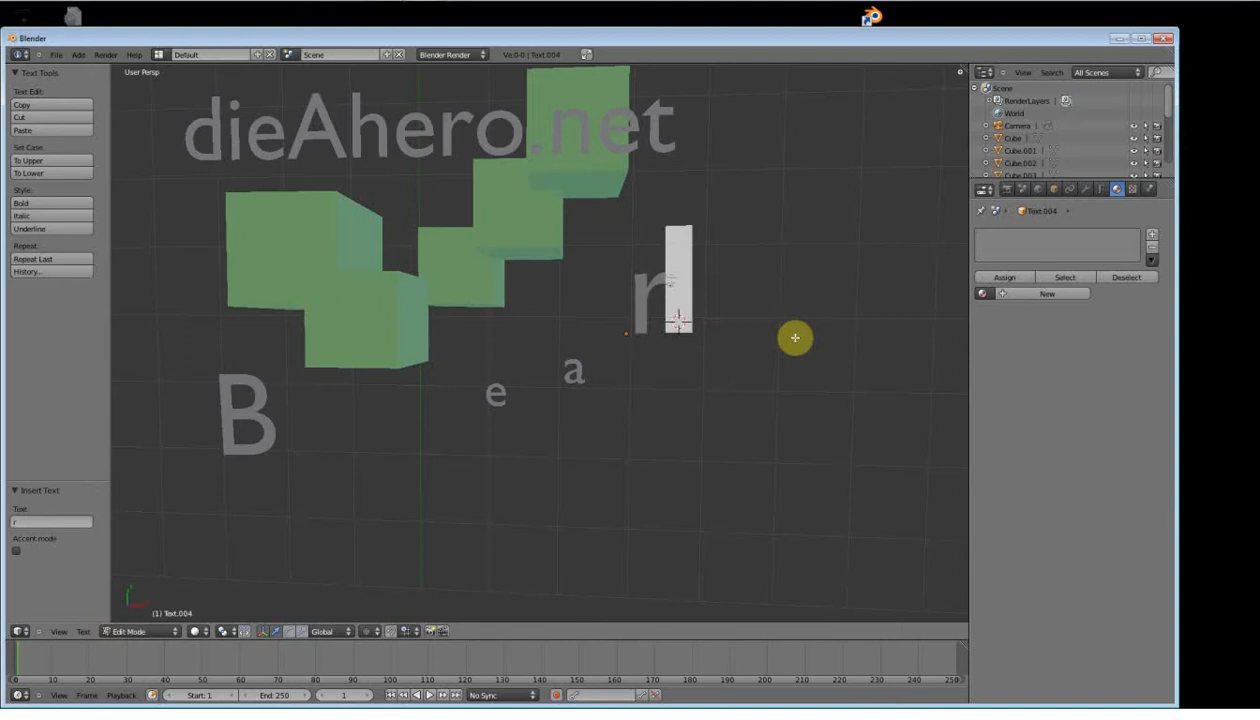 Blender
File Add Render Help Default Scene Blender Render Ve:0-0 | Text.004
Text Tools
User Persp
View Search All Scenes
Text Edit:
Copy
Cut
Paste
Set Case:
To Upper
To Lower
Style:
Bold
Italic
Underline
Repeat:
Repeat Last
History...
dieAhero.net
r
a
e
B
Scene
RenderLayers
World
Camera
Cube
Cube.001
Cube.002
Cube.003
Text.004
Assign Select Deselect
New
Insert Text
Text:
r
Accent mode
(1) Text.004
View Text Edit Mode Global
0 10 20 30 40 50 60 70 80 90 100 110 120 130 140 150 160 170 180 190 200 210 220 230 240 250
View Frame Playback Start: 1 End: 250 1 No Sync